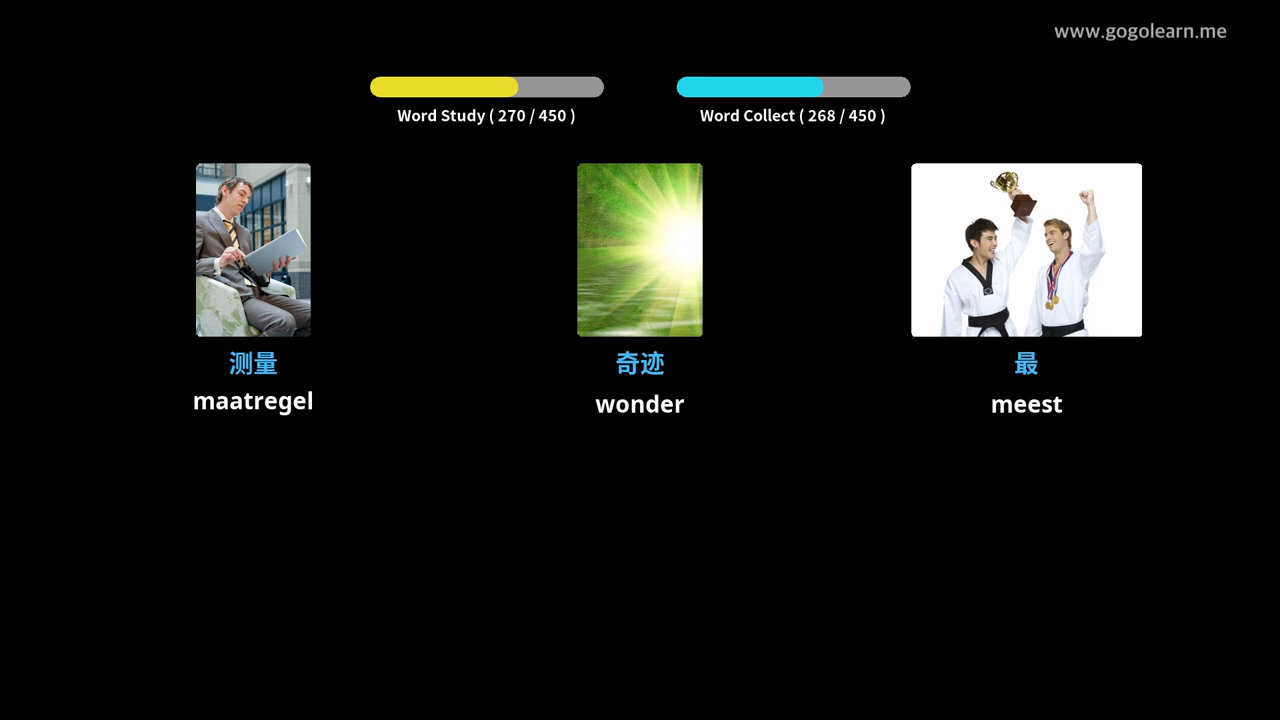 www.gogolearn.me
Word Study ( 270 / 450 )
Word Collect ( 268 / 450 )
测量
奇迹
最
maatregel
wonder
meest